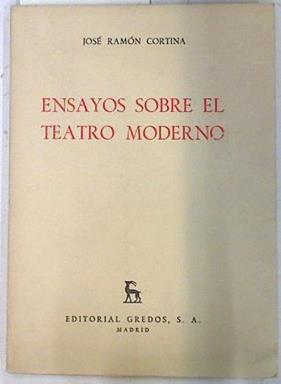 JOSÉ RAMÓN CORTINA
ENSAYOS SOBRE EL
TEATRO MODERNO
EDITORIAL GREDOS, S. A.
MADRID